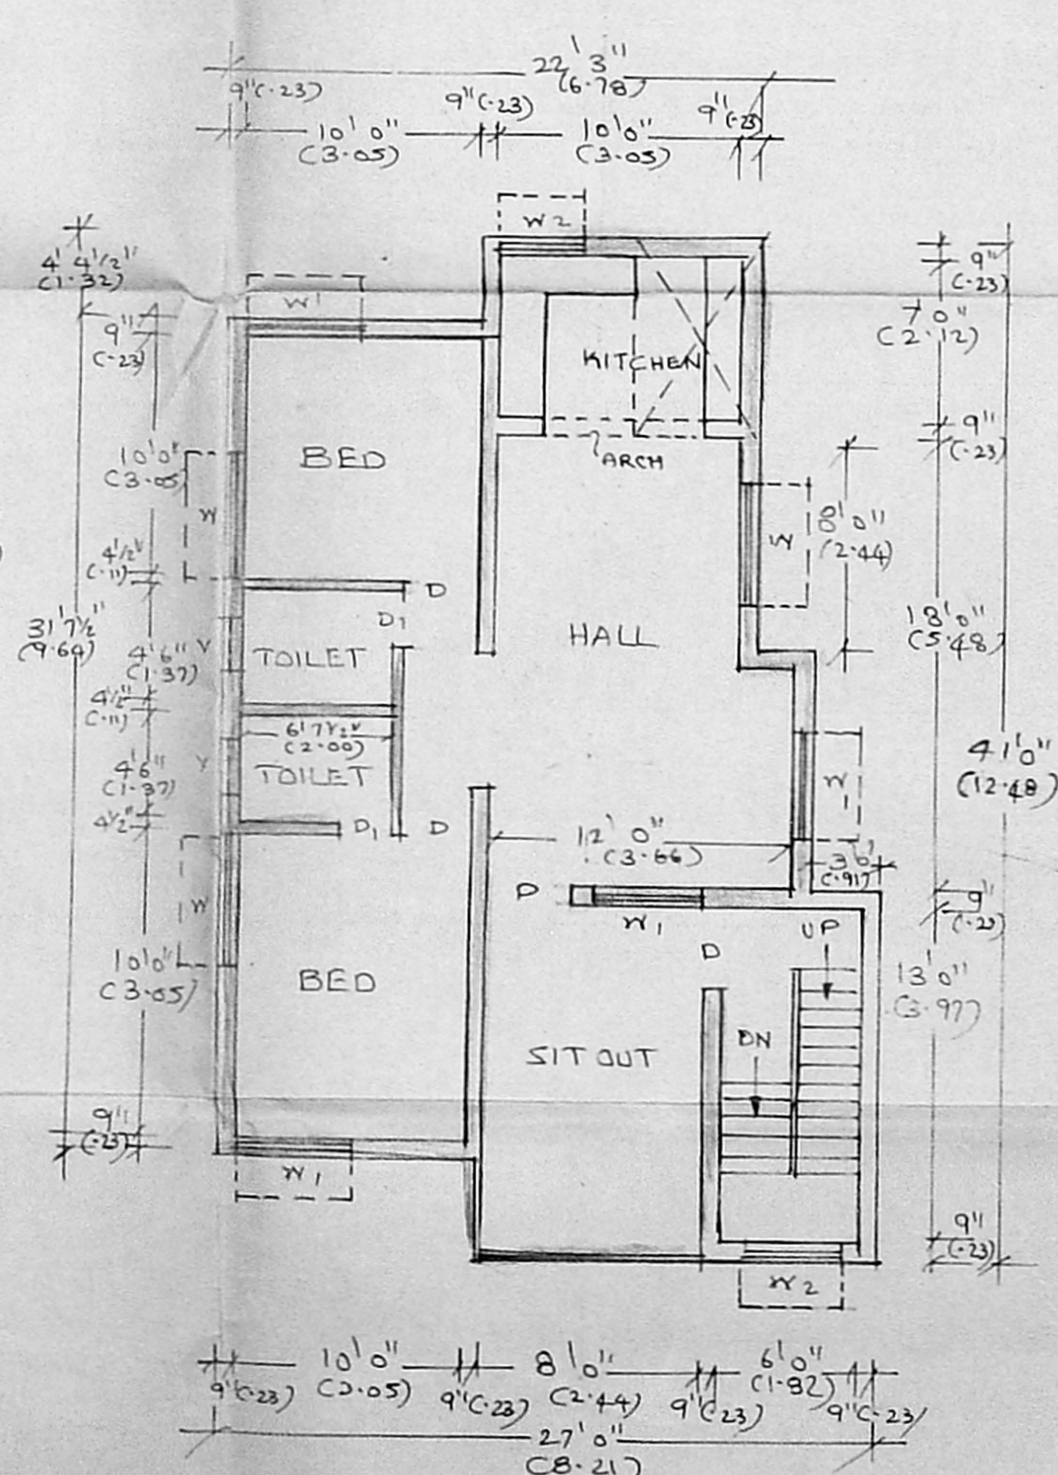 22'3"
(6.78)
9"(.23)
9"(.23)
9"(.23)
10'0"
(3.05)
10'0"
(3.05)
W2
4'4½"
(1.32)
W1
9"
(.23)
9"
(.23)
7'0"
(2.12)
KITCHEN
9"
(.23)
ARCH
BED
10'0"
(3.05)
W
W
8'0"
(2.44)
4½"
(.11)
D
D1
31'7½"
(9.64)
4'6"
(1.37)
V
TOILET
HALL
18'0"
(5.48)
4½"
(.11)
6'7½"
(2.00)
4'6"
(1.37)
V
TOILET
W1
41'0"
(12.48)
4½"
D1
D
12'0"
(3.66)
3'0"
(.91)
D
W1
W
9"
(.23)
UP
D
10'0"
(3.05)
BED
13'0"
(3.97)
SIT OUT
DN
9"
(.23)
W1
9"
(.23)
W2
10'0"
(3.05)
8'0"
(2.44)
6'0"
(1.82)
9"(.23)
9"(.23)
9"(.23)
9"(.23)
27'0"
(8.21)